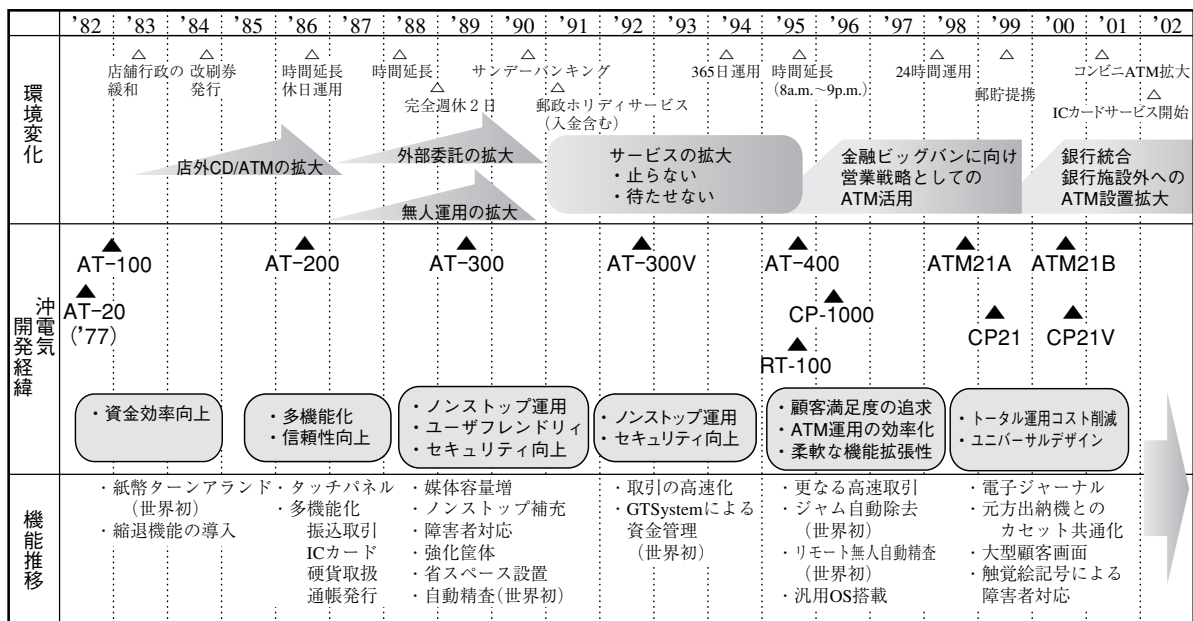 '82 '83 '84 '85 '86 '87 '88 '89 '90 '91 '92 '93 '94 '95 '96 '97 '98 '99 '00 '01 '02
環境変化
△ △ △ △ △ △ △ △ △ △
店舗行政の 改刷券 時間延長 時間延長 サンデーバンキング 365日運用 時間延長 24時間運用 コンビニATM拡大
緩和 発行 休日運用 △ △ (8a.m.~9p.m.) 郵貯提携 △
完全週休2日 郵政ホリディサービス ICカードサービス開始
(入金含む)
店外CD/ATMの拡大
外部委託の拡大
無人運用の拡大
サービスの拡大
・止らない
・待たせない
金融ビッグバンに向け
営業戦略としての
ATM活用
銀行統合
銀行施設外への
ATM設置拡大
沖電気
開発経緯
▲ ▲ ▲ ▲ ▲ ▲ ▲
AT-100 AT-200 AT-300 AT-300V AT-400 ATM21A ATM21B
▲ ▲ ▲ ▲
AT-20 CP-1000 CP21 CP21V
('77)
▲
RT-100
・資金効率向上
・多機能化
・信頼性向上
・ノンストップ運用
・ユーザフレンドリィ
・セキュリティ向上
・ノンストップ運用
・セキュリティ向上
・顧客満足度の追求
・ATM運用の効率化
・柔軟な機能拡張性
・トータル運用コスト削減
・ユニバーサルデザイン
機能推移
・紙幣ターンアランド
(世界初)
・縮退機能の導入
・タッチパネル
・多機能化
振込取引
ICカード
硬貨取扱
通帳発行
・媒体容量増
・ノンストップ補充
・障害者対応
・強化筐体
・省スペース設置
・自動精査(世界初)
・取引の高速化
・GTSystemによる
資金管理
(世界初)
・更なる高速取引
・ジャム自動除去
(世界初)
・リモート無人自動精査
(世界初)
・汎用OS搭載
・電子ジャーナル
・元方出納機との
カセット共通化
・大型顧客画面
・触覚絵記号による
障害者対応